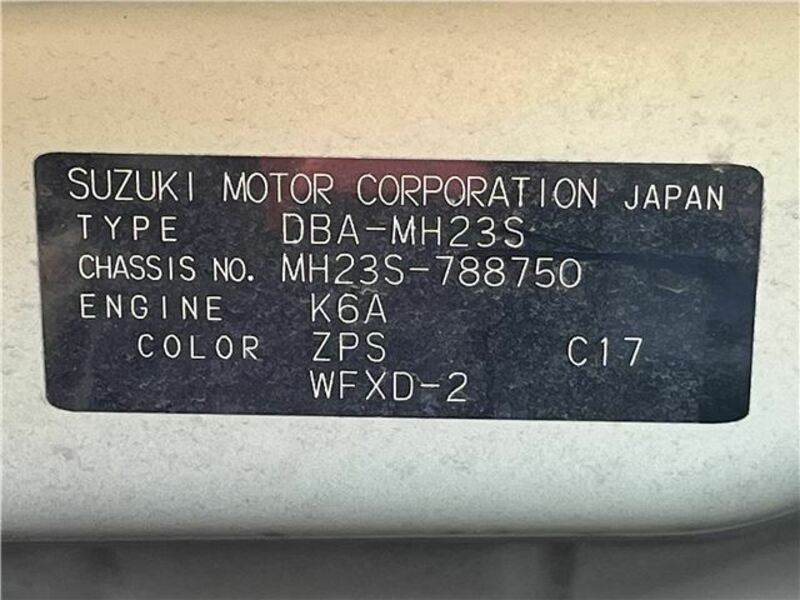 SUZUKI MOTOR CORPORATION JAPAN
TYPE DBA-MH23S
CHASSIS NO. MH23S-788750
ENGINE K6A
COLOR ZPS C17
WFXD-2